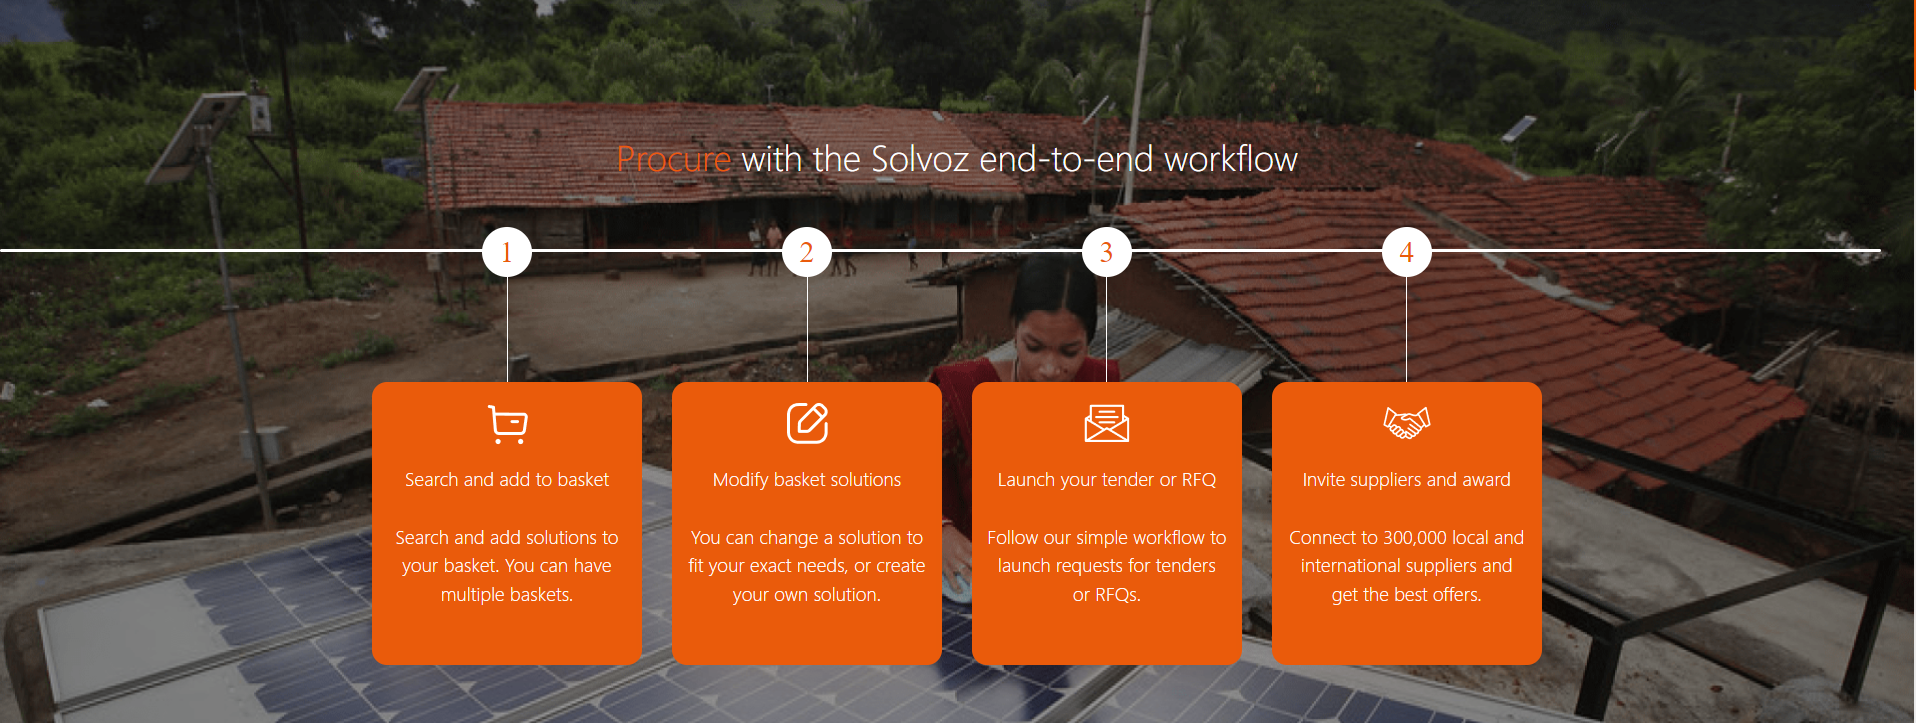 Procure with the Solvoz end-to-end workflow
1
2
3
4
Search and add to basket
Search and add solutions to
your basket. You can have
multiple baskets.
Modify basket solutions
You can change a solution to
fit your exact needs, or create
your own solution.
Launch your tender or RFQ
Follow our simple workflow to
launch requests for tenders
or RFQs.
Invite suppliers and award
Connect to 300,000 local and
international suppliers and
get the best offers.